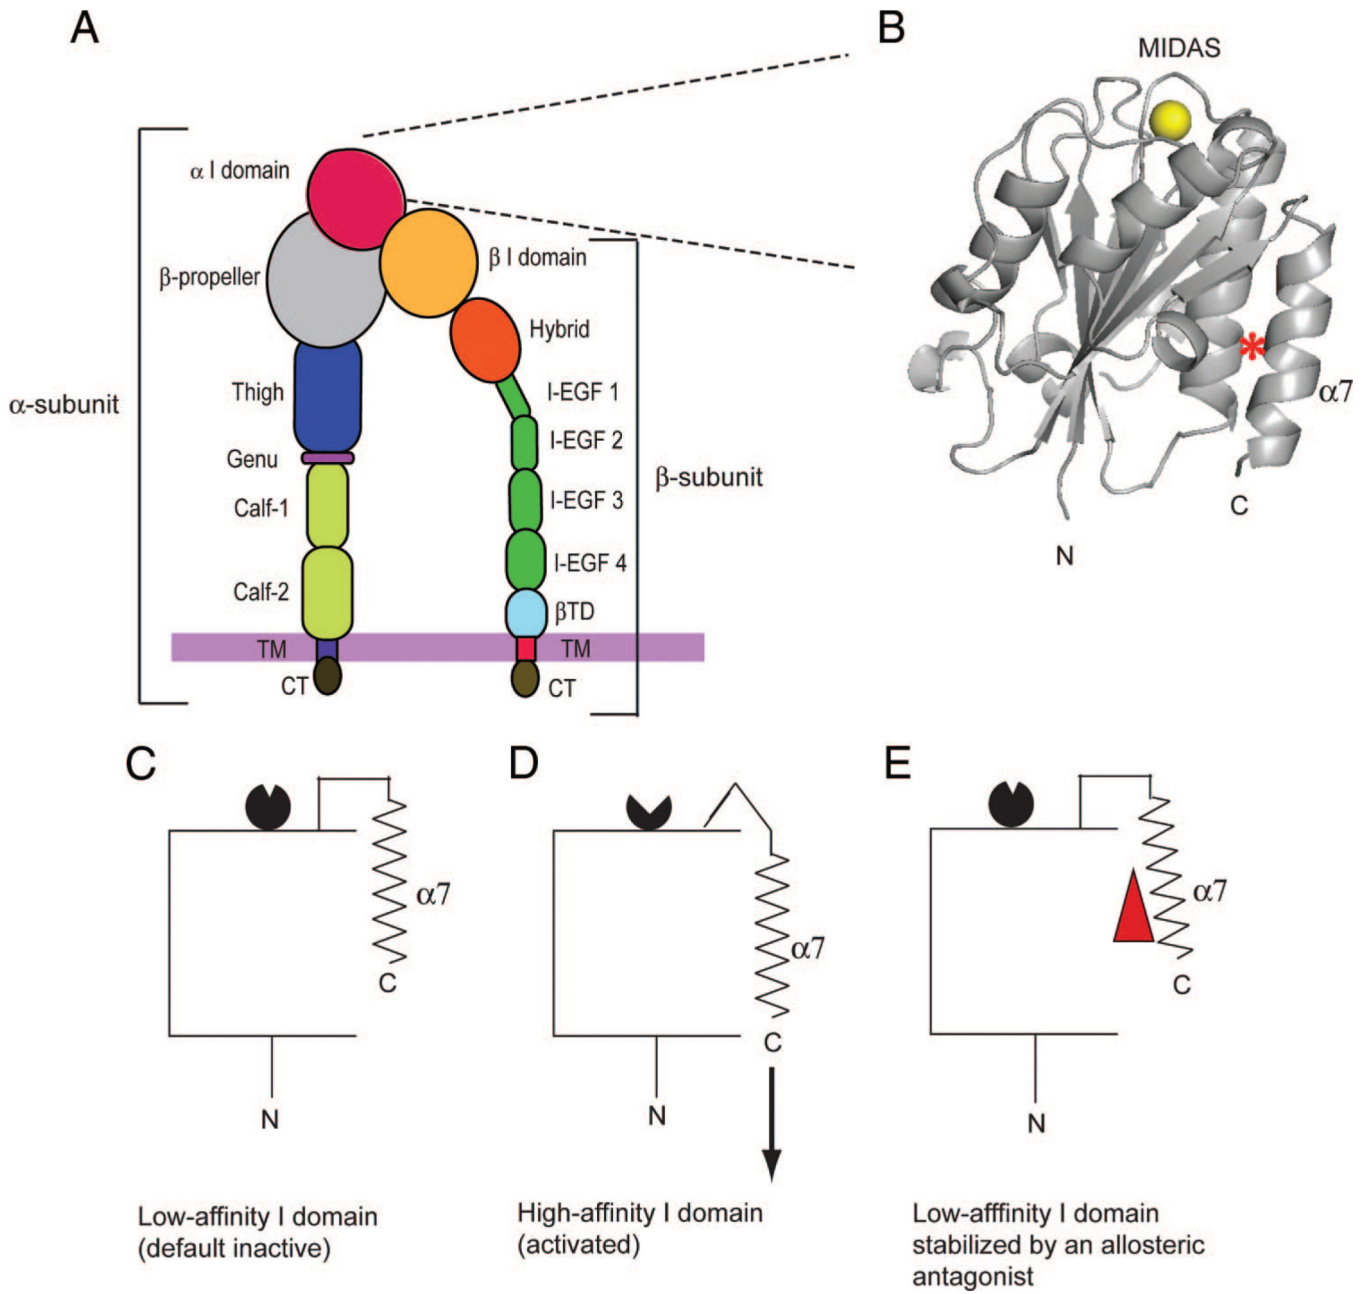 A
B
MIDAS
α I domain
β I domain
β-propeller
Hybrid
Thigh
I-EGF 1
α7
α-subunit
I-EGF 2
Genu
β-subunit
Calf-1
I-EGF 3
C
N
I-EGF 4
Calf-2
βTD
TM
TM
CT
CT
C
D
E
α7
α7
α7
C
C
C
N
N
N
Low-affinity I domain
(default inactive)
High-affinity I domain
(activated)
Low-afffinity I domain
stabilized by an allosteric
antagonist